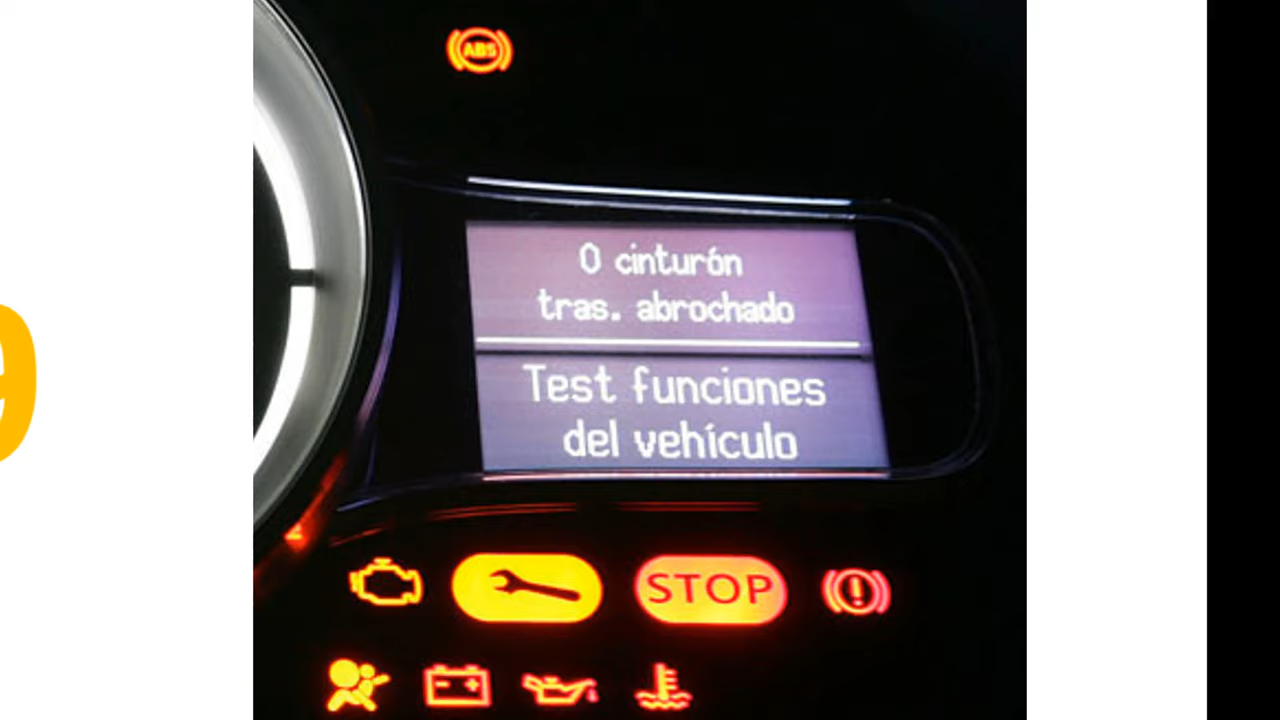 ABS
0 cinturón
tras. abrochado
Test funciones
del vehículo
STOP